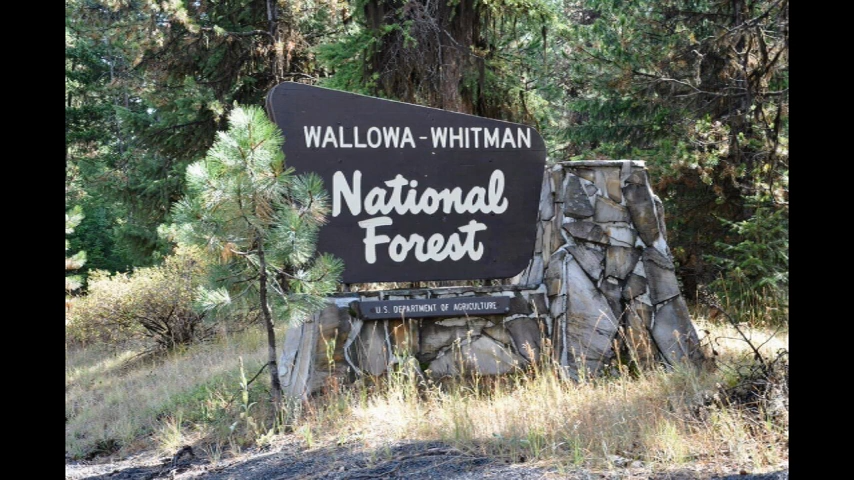 WALLOWA-WHITMAN
National
Forest
U.S. DEPARTMENT OF AGRICULTURE